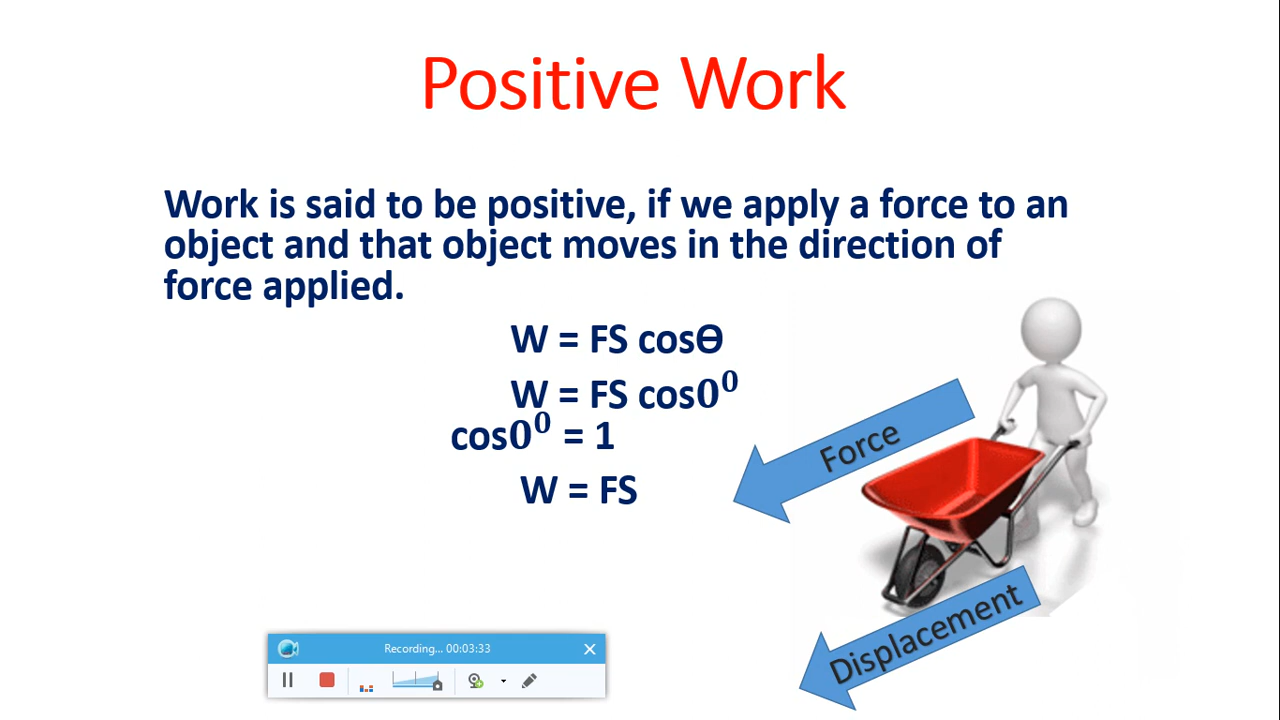 Positive Work
Work is said to be positive, if we apply a force to an
object and that object moves in the direction of
force applied.
W = FS cosΘ
W = FS cos0⁰
cos0⁰ = 1
W = FS
Force
Displacement
Recording... 00:03:33